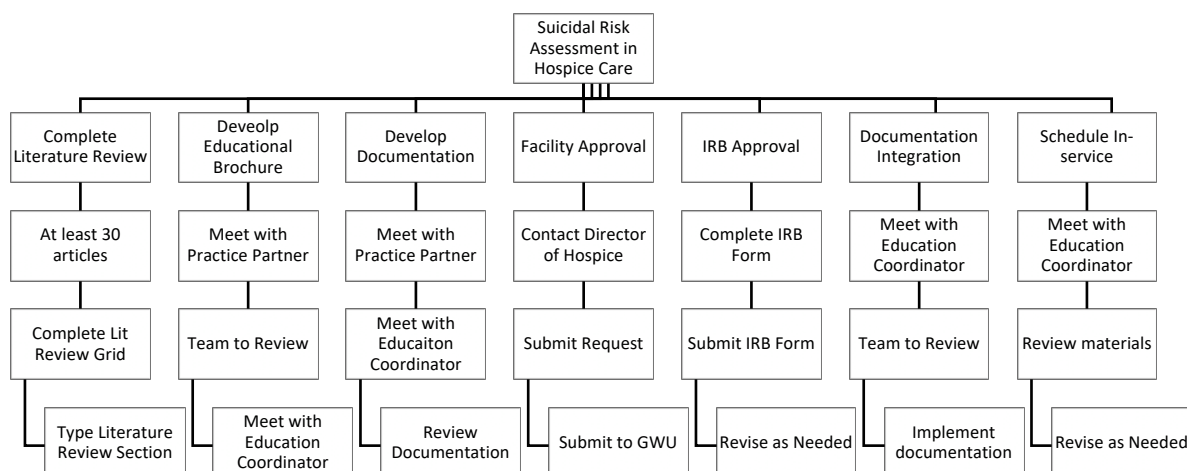 Suicidal Risk
Assessment in
Hospice Care
Complete
Literature Review
Deveolp
Educational
Brochure
Develop
Documentation
Facility Approval
IRB Approval
Documentation
Integration
Schedule In-
service
At least 30
articles
Meet with
Practice Partner
Meet with
Practice Partner
Contact Director
of Hospice
Complete IRB
Form
Meet with
Education
Coordinator
Meet with
Education
Coordinator
Complete Lit
Review Grid
Team to Review
Meet with
Educaiton
Coordinator
Submit Request
Submit IRB Form
Team to Review
Review materials
Type Literature
Review Section
Meet with
Education
Coordinator
Review
Documentation
Submit to GWU
Revise as Needed
Implement
documentation
Revise as Needed